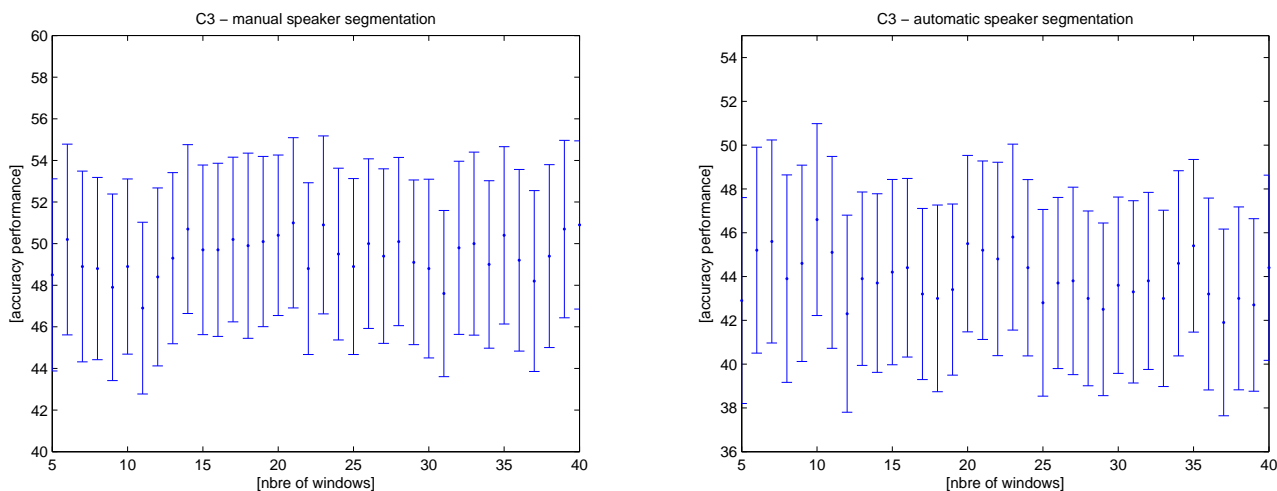 C3 – manual speaker segmentation
60
58
56
54
52
50
48
46
44
42
40
[accuracy performance]
5 10 15 20 25 30 35 40
[nbre of windows]
C3 – automatic speaker segmentation
54
52
50
48
46
44
42
40
38
36
[accuracy performance]
5 10 15 20 25 30 35 40
[nbre of windows]